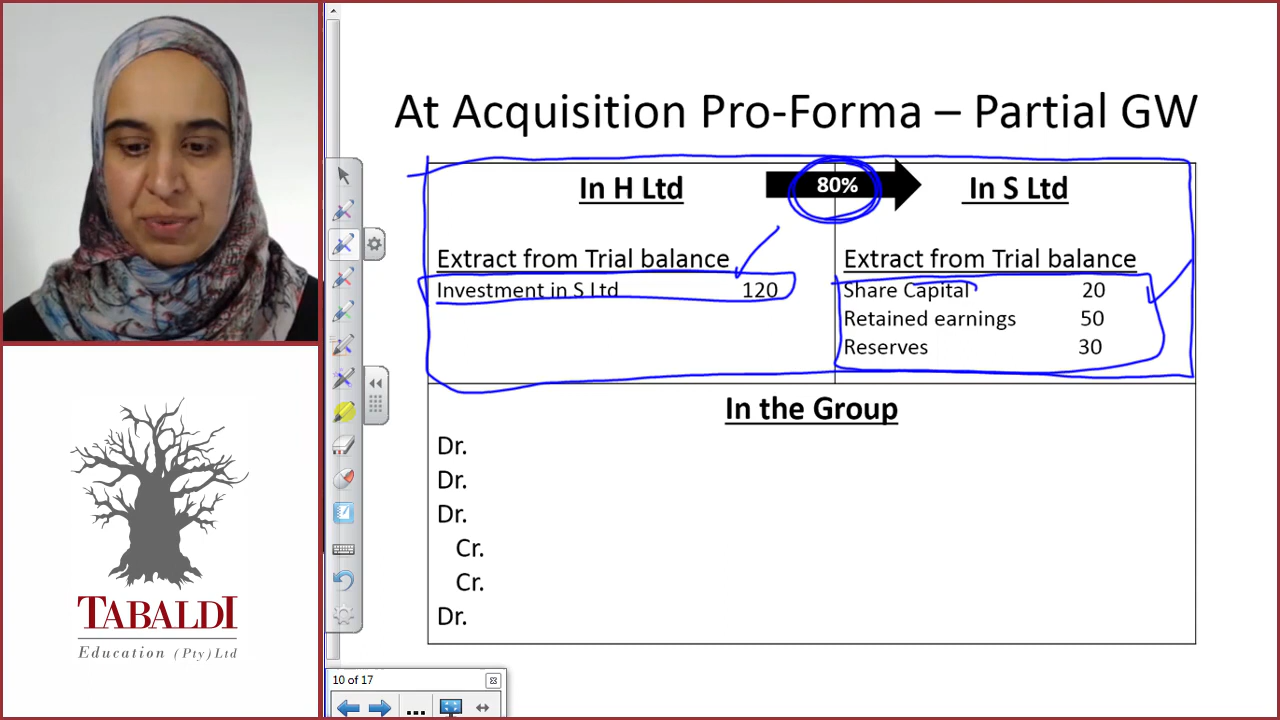 At Acquisition Pro-Forma – Partial GW
In H Ltd
80%
In S Ltd
Extract from Trial balance
Investment in S Ltd 120
Extract from Trial balance
Share Capital 20
Retained earnings 50
Reserves 30
In the Group
Dr.
Dr.
Dr.
Cr.
Cr.
Dr.
TABALDI
Education (Pty) Ltd
10 of 17
...